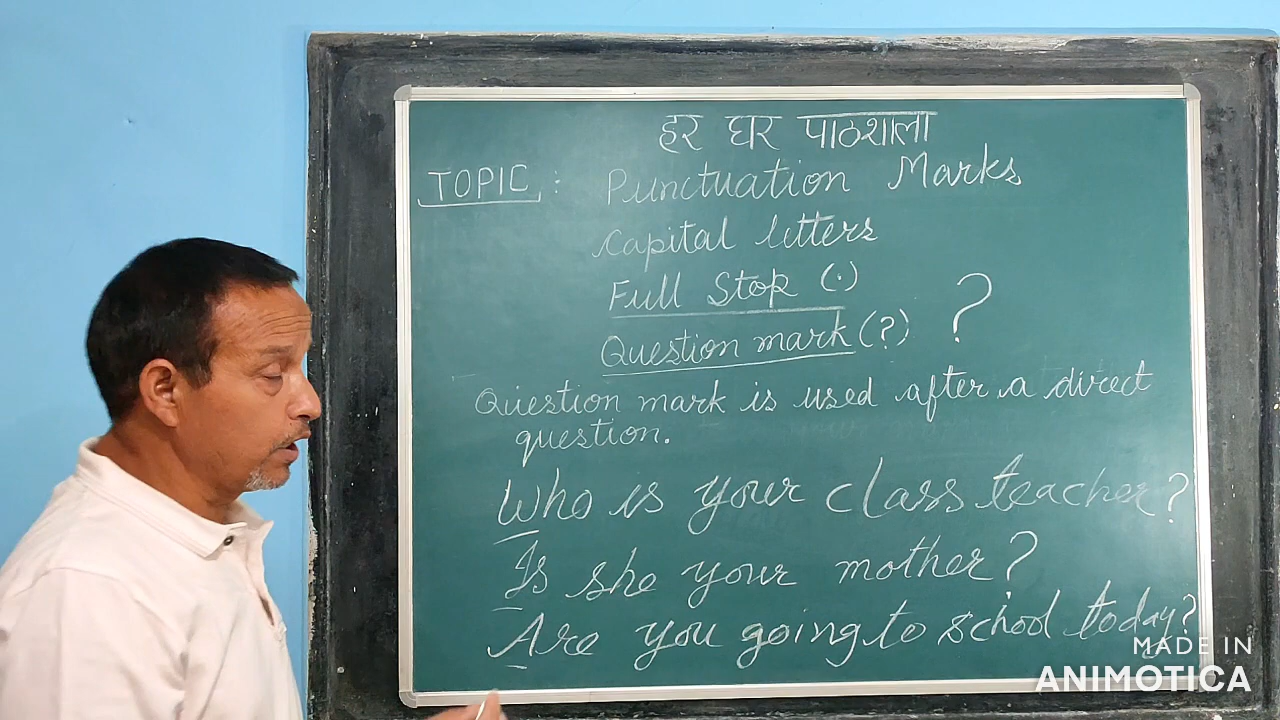 हर घर पाठशाला
TOPIC : Punctuation Marks
Capital letters
Full Stop (.)
Question mark (?) ?
Question mark is used after a direct
question.
Who is your class teacher?
Is she your mother?
Are you going to school today?
MADE IN
ANIMOTICA